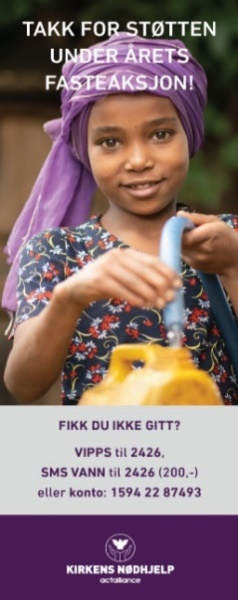 TAKK FOR STØTTEN
UNDER ÅRETS
FASTEAKSJON!
FIKK DU IKKE GITT?
VIPPS til 2426,
SMS VANN til 2426 (200,-)
eller konto: 1594 22 87493
KIRKENS NØDHJELP
actalliance